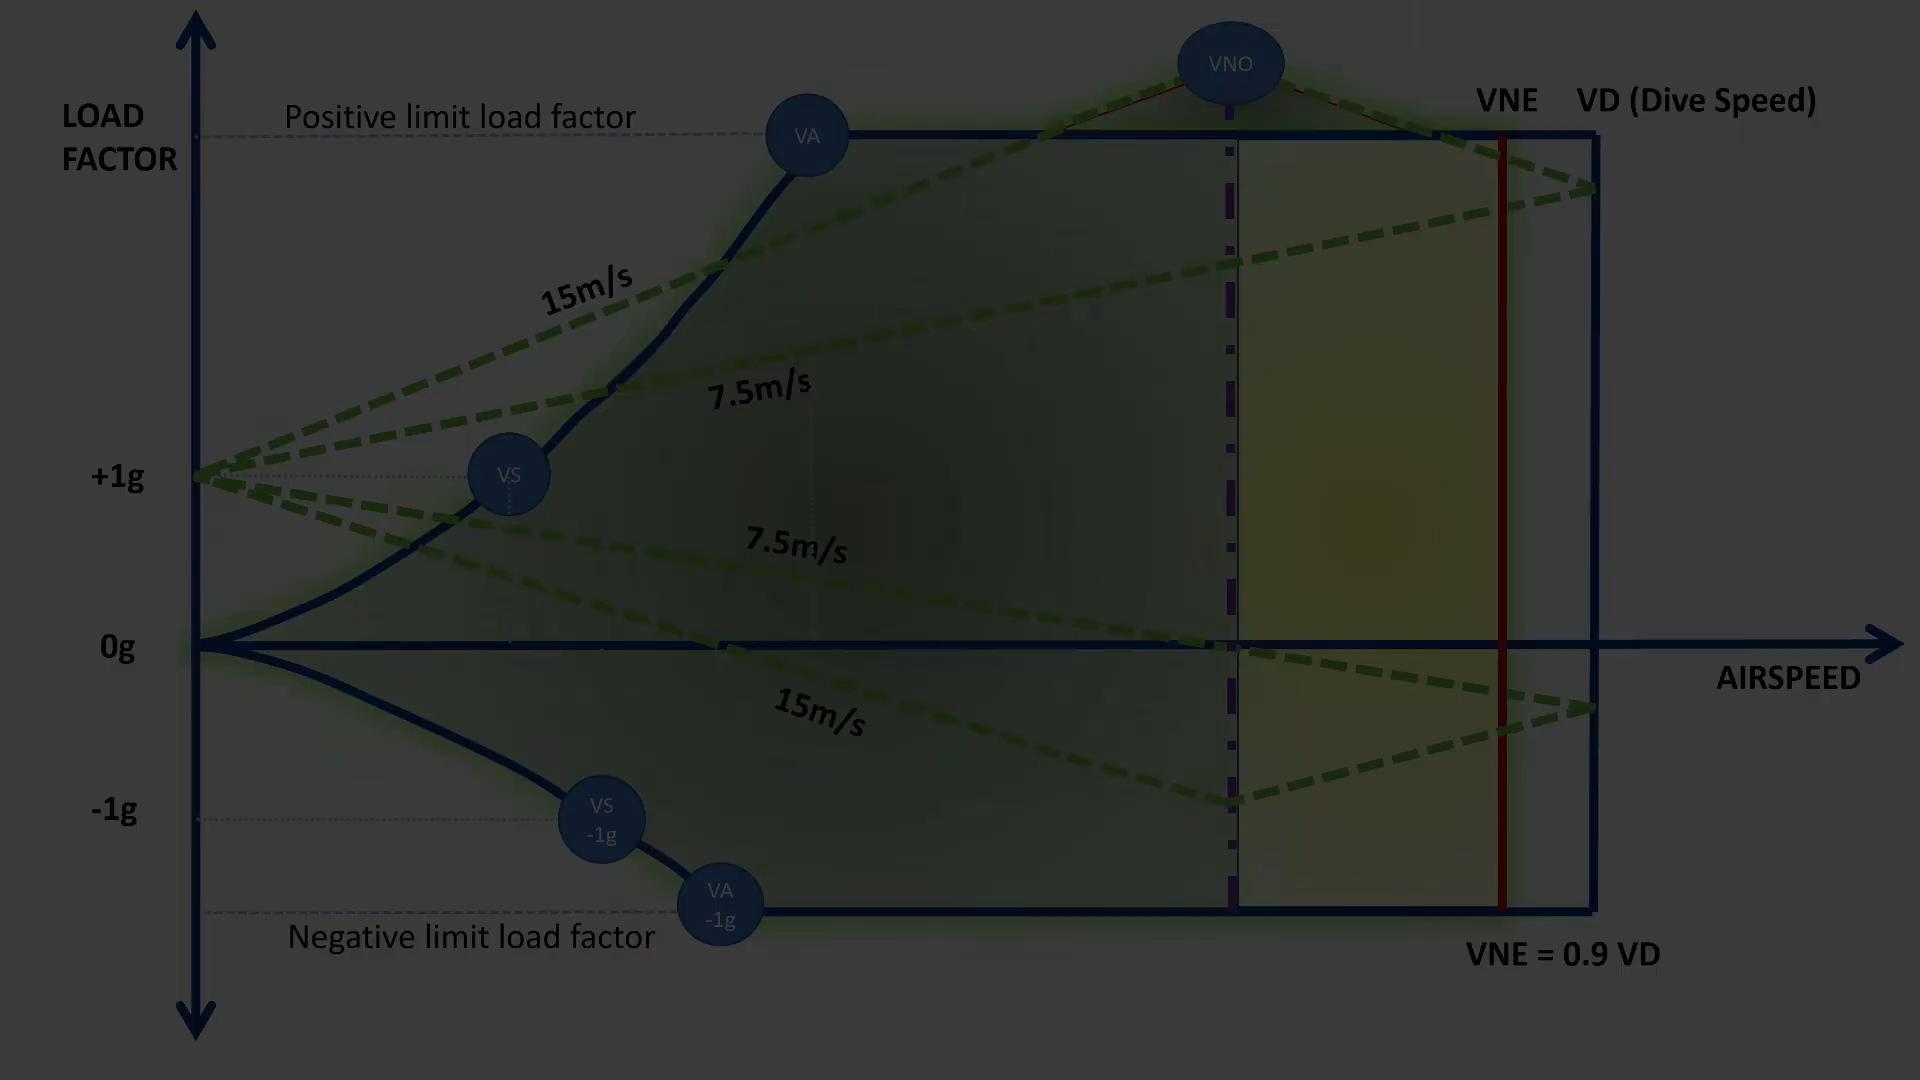 VNO
LOAD
FACTOR
Positive limit load factor
VA
VNE
VD (Dive Speed)
15m/s
7.5m/s
+1g
VS
7.5m/s
0g
AIRSPEED
15m/s
-1g
VS
-1g
VA
-1g
Negative limit load factor
VNE = 0.9 VD